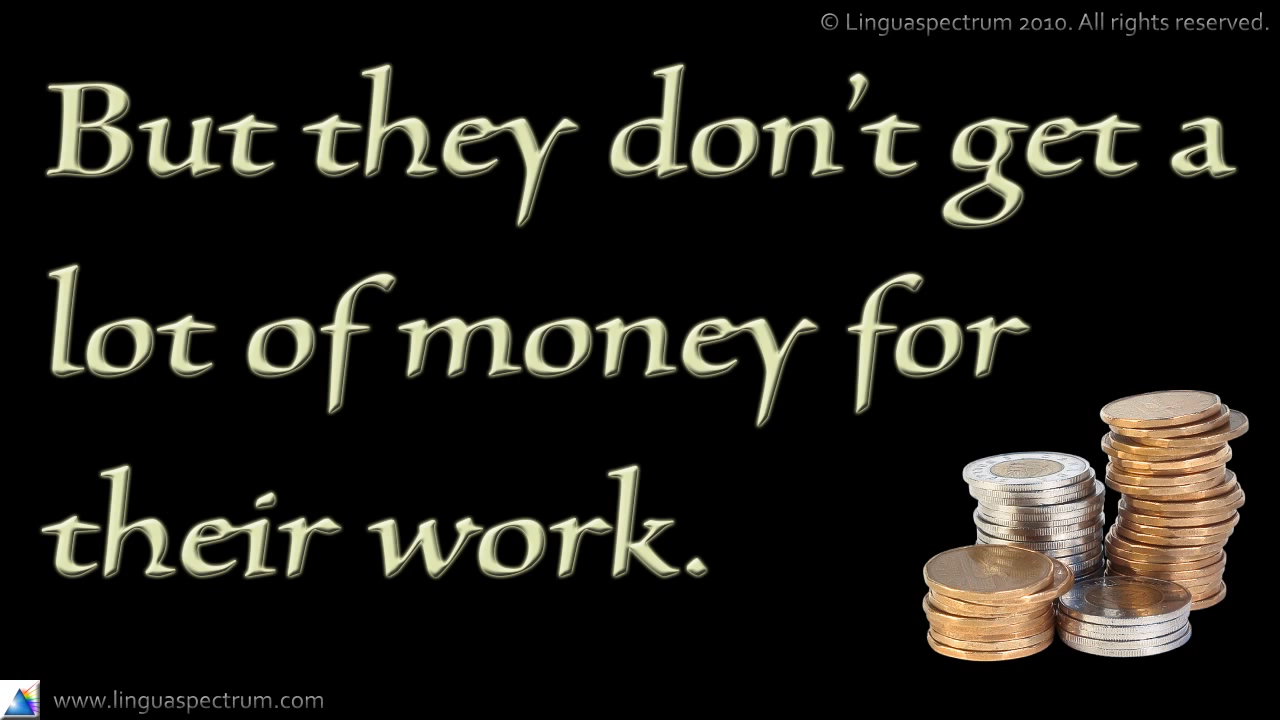 © Linguaspectrum 2010. All rights reserved.
But they don't get a
lot of money for
their work.
www.linguaspectrum.com